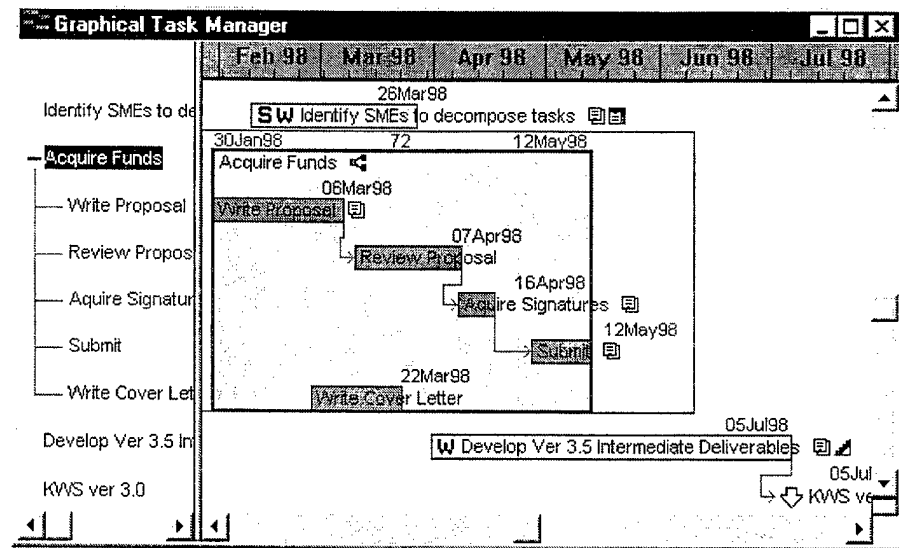 Graphical Task Manager
Feb 98 Mar 98 Apr 98 May 98 Jun 98 Jul 98
26Mar98
Identify SMEs to de
SW Identify SMEs to decompose tasks
30Jan98 72 12May98
Acquire Funds
Acquire Funds
06Mar98
Write Proposal
Write Proposal
07Apr98
Review Propos
Review Proposal
16Apr98
Aquire Signatur
Aquire Signatures
12May98
Submit
Submit
22Mar98
Write Cover Let
Write Cover Letter
05Jul98
Develop Ver 3.5 In
W Develop Ver 3.5 Intermediate Deliverables
05Jul
KWS ver 3.0
KWS ve